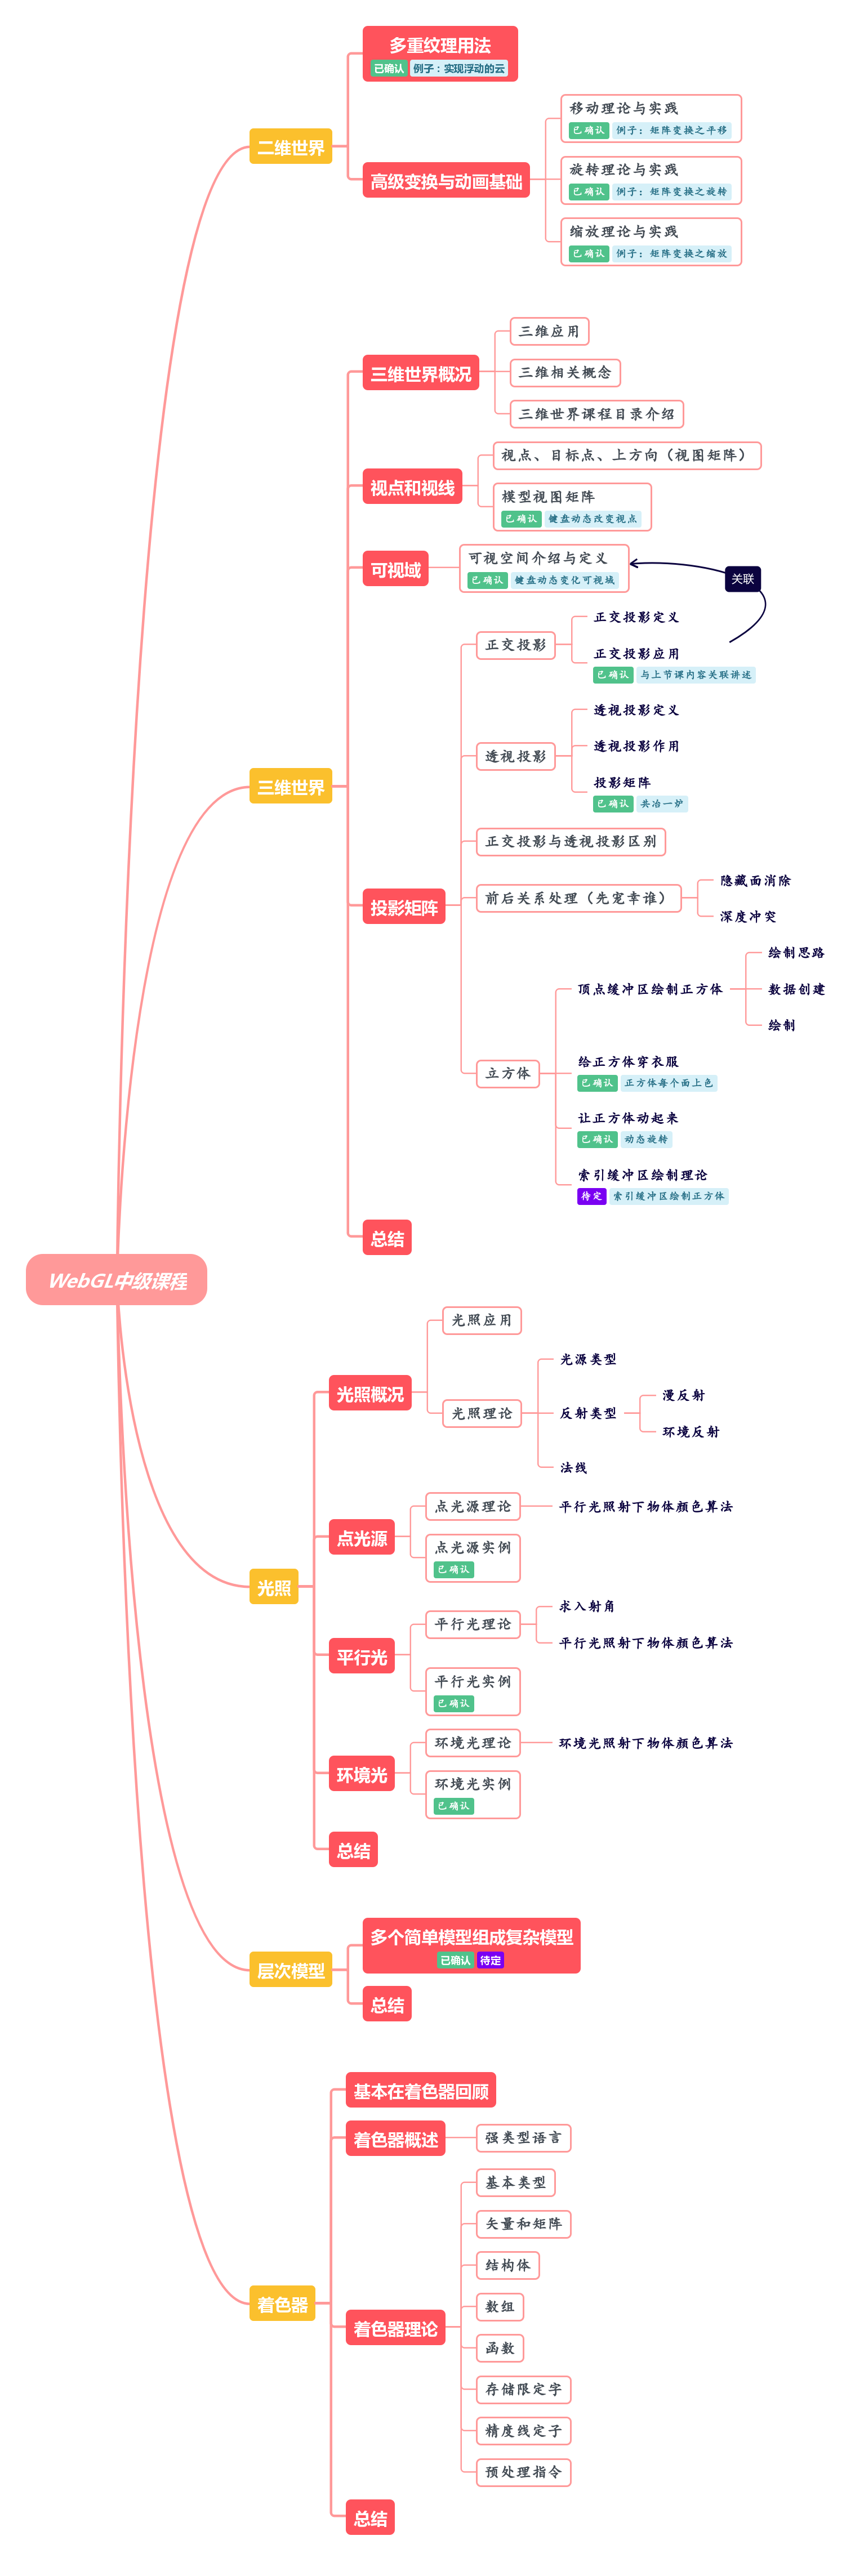 WebGL中级课程
二维世界
多重纹理用法
已确认 例子：实现浮动的云
高级变换与动画基础
移动理论与实践
已确认 例子：矩阵变换之平移
旋转理论与实践
已确认 例子：矩阵变换之旋转
缩放理论与实践
已确认 例子：矩阵变换之缩放
三维世界
三维世界概况
三维应用
三维相关概念
三维世界课程目录介绍
视点和视线
视点、目标点、上方向（视图矩阵）
模型视图矩阵
已确认 键盘动态改变视点
可视域
可视空间介绍与定义
已确认 键盘动态变化可视域
关联
投影矩阵
正交投影
正交投影定义
正交投影应用
已确认 与上节课内容关联讲述
透视投影
透视投影定义
透视投影作用
投影矩阵
已确认 共冶一炉
正交投影与透视投影区别
前后关系处理（先宠幸谁）
隐藏面消除
深度冲突
立方体
顶点缓冲区绘制正方体
绘制思路
数据创建
绘制
给正方体穿衣服
已确认 正方体每个面上色
让正方体动起来
已确认 动态旋转
索引缓冲区绘制理论
待定 索引缓冲区绘制正方体
总结
光照
光照概况
光照应用
光照理论
光源类型
反射类型
漫反射
环境反射
法线
点光源
点光源理论
平行光照射下物体颜色算法
点光源实例
已确认
平行光
平行光理论
求入射角
平行光照射下物体颜色算法
平行光实例
已确认
环境光
环境光理论
环境光照射下物体颜色算法
环境光实例
已确认
总结
层次模型
多个简单模型组成复杂模型
已确认 待定
总结
着色器
基本在着色器回顾
着色器概述
强类型语言
着色器理论
基本类型
矢量和矩阵
结构体
数组
函数
存储限定字
精度线定子
预处理指令
总结